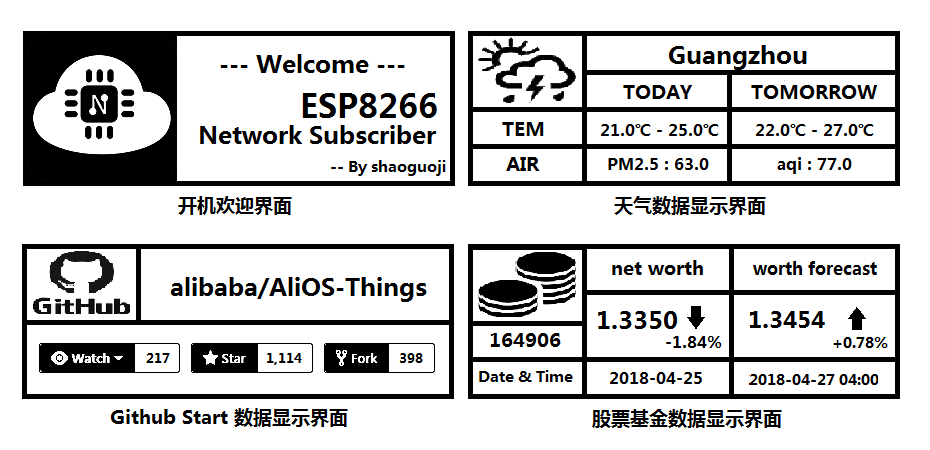 --- Welcome ---
N
ESP8266
Network Subscriber
-- By shaoguoji
开机欢迎界面
Guangzhou
TODAY TOMORROW
TEM 21.0℃ - 25.0℃ 22.0℃ - 27.0℃
AIR PM2.5 : 63.0 aqi : 77.0
天气数据显示界面
GitHub
alibaba/AliOS-Things
Watch 217 Star 1,114 Fork 398
Github Start 数据显示界面
net worth worth forecast
164906 1.3350 -1.84% 1.3454 +0.78%
Date & Time 2018-04-25 2018-04-27 04:00
股票基金数据显示界面